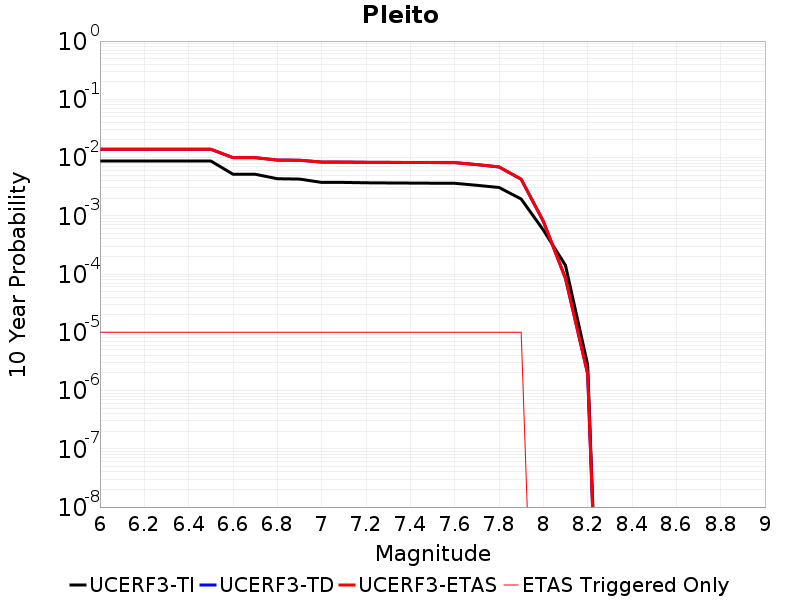 Pleito
10 Year Probability
10^0
10^-1
10^-2
10^-3
10^-4
10^-5
10^-6
10^-7
10^-8
6 6.2 6.4 6.6 6.8 7 7.2 7.4 7.6 7.8 8 8.2 8.4 8.6 8.8 9
Magnitude
UCERF3-TI UCERF3-TD UCERF3-ETAS ETAS Triggered Only